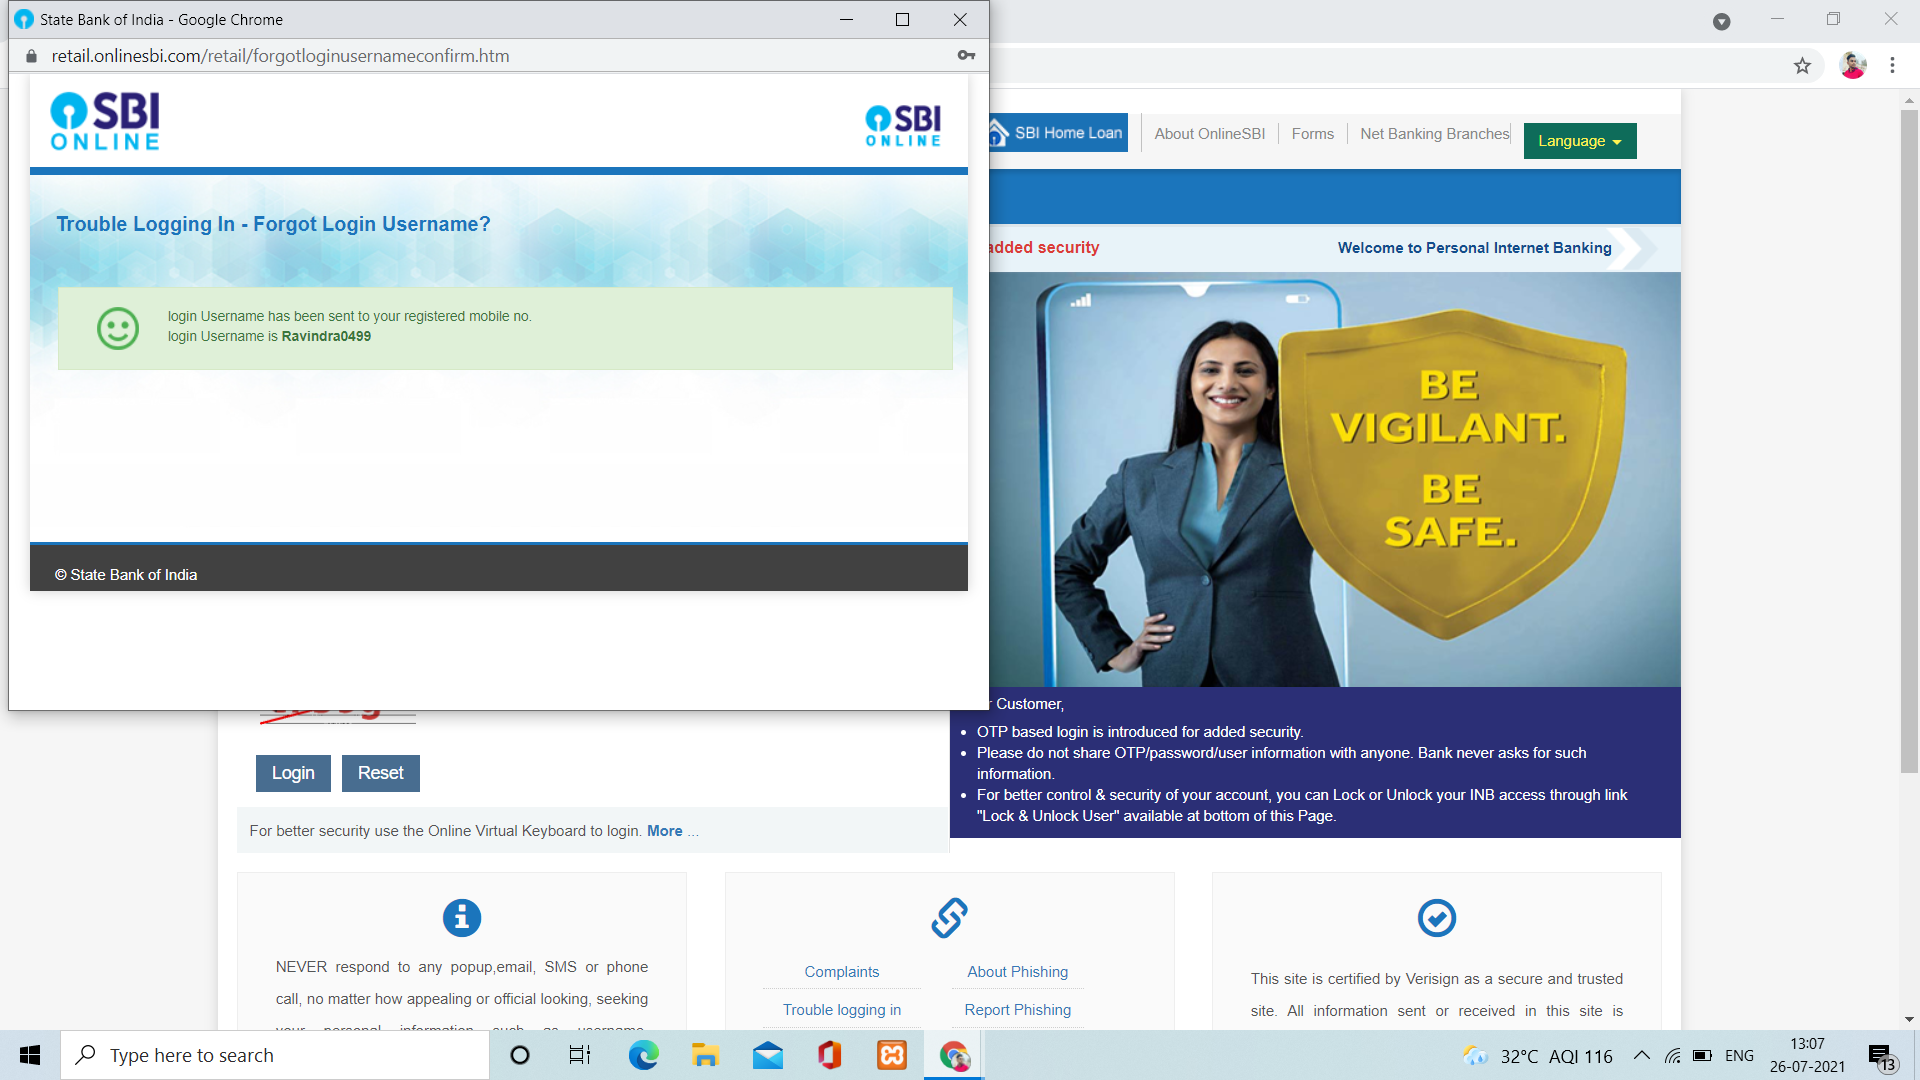 State Bank of India - Google Chrome
retail.onlinesbi.com/retail/forgotloginusernameconfirm.htm
SBI
ONLINE
SBI
ONLINE
Trouble Logging In - Forgot Login Username?
login Username has been sent to your registered mobile no.
login Username is Ravindra0499
© State Bank of India
SBI Home Loan
About OnlineSBI
Forms
Net Banking Branches
Language
added security
Welcome to Personal Internet Banking
BE
VIGILANT.
BE
SAFE.
Customer,
OTP based login is introduced for added security.
Please do not share OTP/password/user information with anyone. Bank never asks for such
information.
For better control & security of your account, you can Lock or Unlock your INB access through link
"Lock & Unlock User" available at bottom of this Page.
Login
Reset
For better security use the Online Virtual Keyboard to login. More ...
NEVER respond to any popup,email, SMS or phone
call, no matter how appealing or official looking, seeking
your personal information such as username,
Complaints
About Phishing
Trouble logging in
Report Phishing
This site is certified by Verisign as a secure and trusted
site. All information sent or received in this site is
Type here to search
32°C AQI 116
ENG
13:07
26-07-2021
13